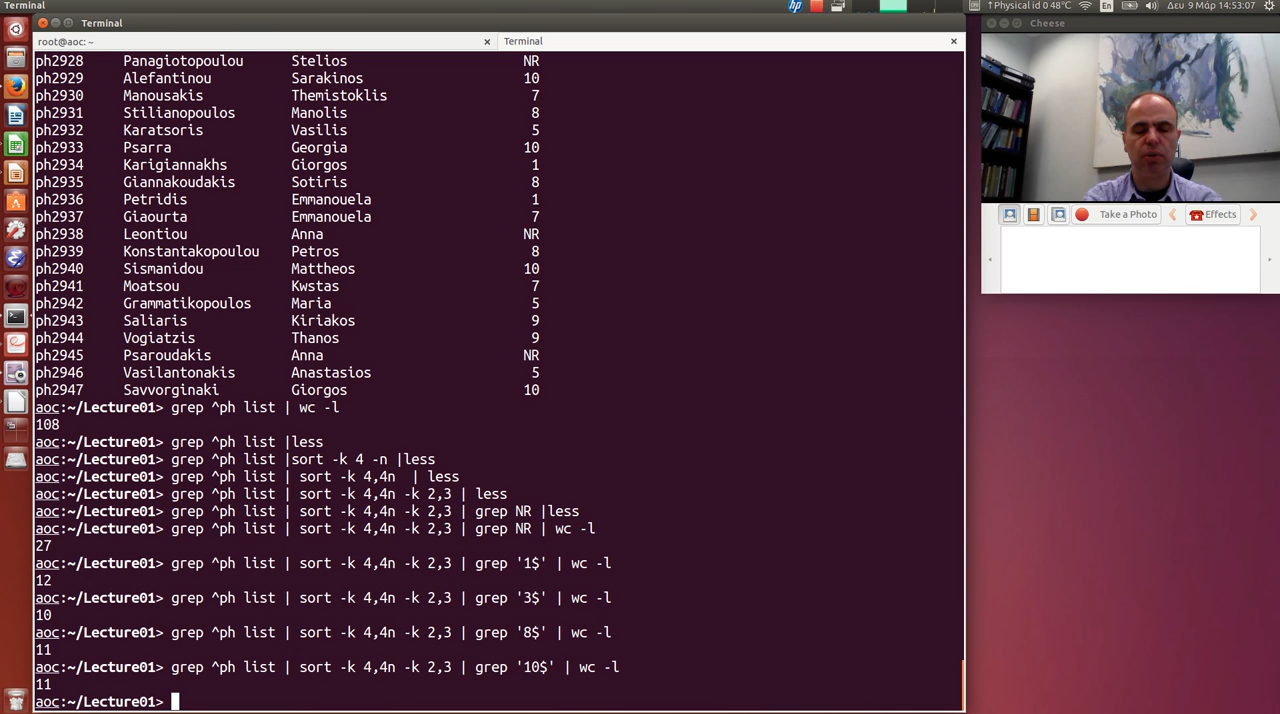 Terminal
↑Physical id 0 48°C En Δευ 9 Μάρ 14:53:07
Terminal
Cheese
root@aoc: ~ × Terminal ×
ph2928 Panagiotopoulou Stelios NR
ph2929 Alefantinou Sarakinos 10
ph2930 Manousakis Themistoklis 7
ph2931 Stilianopoulos Manolis 8
ph2932 Karatsoris Vasilis 5
ph2933 Psarra Georgia 10
ph2934 Karigiannakhs Giorgos 1
ph2935 Giannakoudakis Sotiris 8
ph2936 Petridis Emmanouela 1
ph2937 Giaourta Emmanouela 7
ph2938 Leontiou Anna NR
ph2939 Konstantakopoulou Petros 8
ph2940 Sismanidou Mattheos 10
ph2941 Moatsou Kwstas 7
ph2942 Grammatikopoulos Maria 5
ph2943 Saliaris Kiriakos 9
ph2944 Vogiatzis Thanos 9
ph2945 Psaroudakis Anna NR
ph2946 Vasilantonakis Anastasios 5
ph2947 Savvorginaki Giorgos 10
aoc:~/Lecture01> grep ^ph list | wc -l
108
aoc:~/Lecture01> grep ^ph list |less
aoc:~/Lecture01> grep ^ph list |sort -k 4 -n |less
aoc:~/Lecture01> grep ^ph list | sort -k 4,4n  | less
aoc:~/Lecture01> grep ^ph list | sort -k 4,4n -k 2,3 | less
aoc:~/Lecture01> grep ^ph list | sort -k 4,4n -k 2,3 | grep NR |less
aoc:~/Lecture01> grep ^ph list | sort -k 4,4n -k 2,3 | grep NR | wc -l
27
aoc:~/Lecture01> grep ^ph list | sort -k 4,4n -k 2,3 | grep '1$' | wc -l
12
aoc:~/Lecture01> grep ^ph list | sort -k 4,4n -k 2,3 | grep '3$' | wc -l
10
aoc:~/Lecture01> grep ^ph list | sort -k 4,4n -k 2,3 | grep '8$' | wc -l
11
aoc:~/Lecture01> grep ^ph list | sort -k 4,4n -k 2,3 | grep '10$' | wc -l
11
aoc:~/Lecture01>
Take a Photo Effects